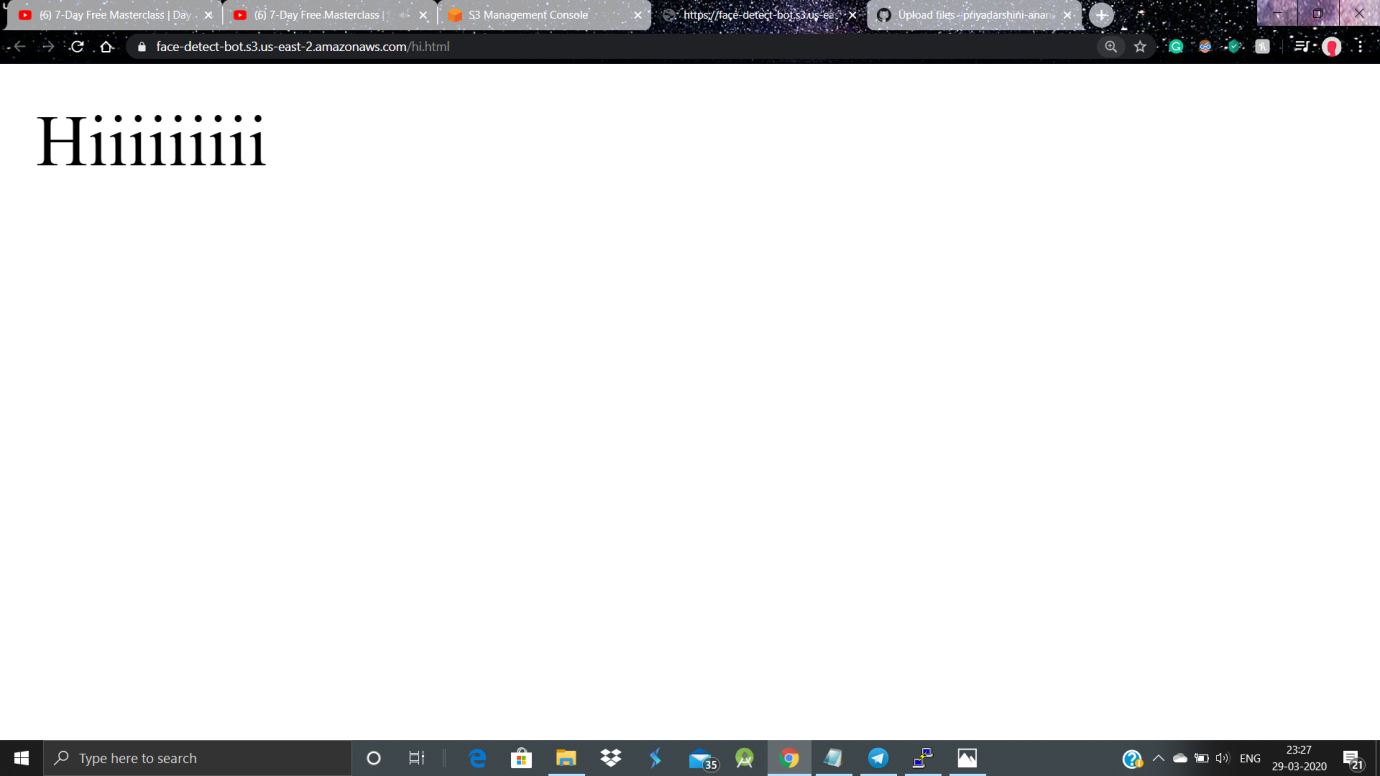 (6) 7-Day Free Masterclass | Day
(6) 7-Day Free Masterclass |
S3 Management Console
https://face-detect-bot.s3.us-ea
Upload files · priyadarshini-anan
face-detect-bot.s3.us-east-2.amazonaws.com/hi.html
Hiiiiiiiii
Type here to search
35
ENG
23:27
29-03-2020
21